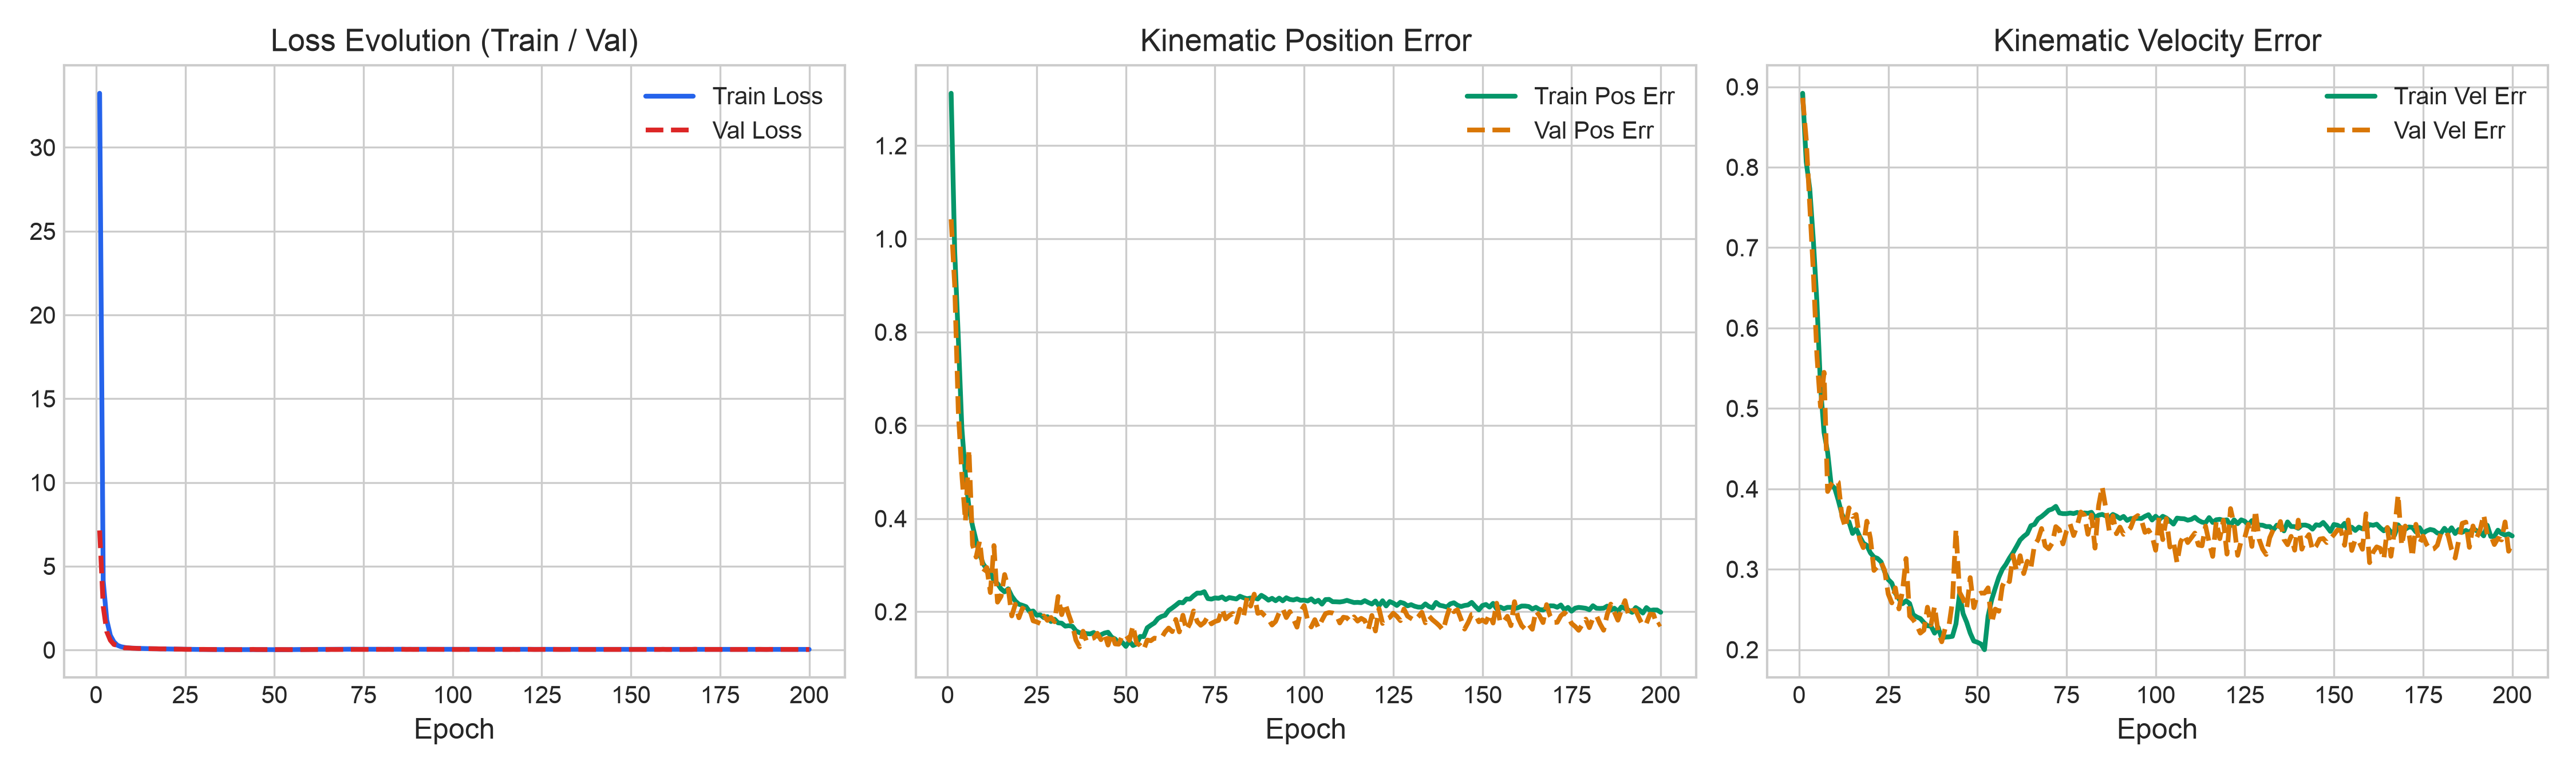 Loss Evolution (Train / Val)
Train Loss
Val Loss
30
25
20
15
10
5
0
0 25 50 75 100 125 150 175 200
Epoch
Kinematic Position Error
Train Pos Err
Val Pos Err
1.2
1.0
0.8
0.6
0.4
0.2
0 25 50 75 100 125 150 175 200
Epoch
Kinematic Velocity Error
Train Vel Err
Val Vel Err
0.9
0.8
0.7
0.6
0.5
0.4
0.3
0.2
0 25 50 75 100 125 150 175 200
Epoch